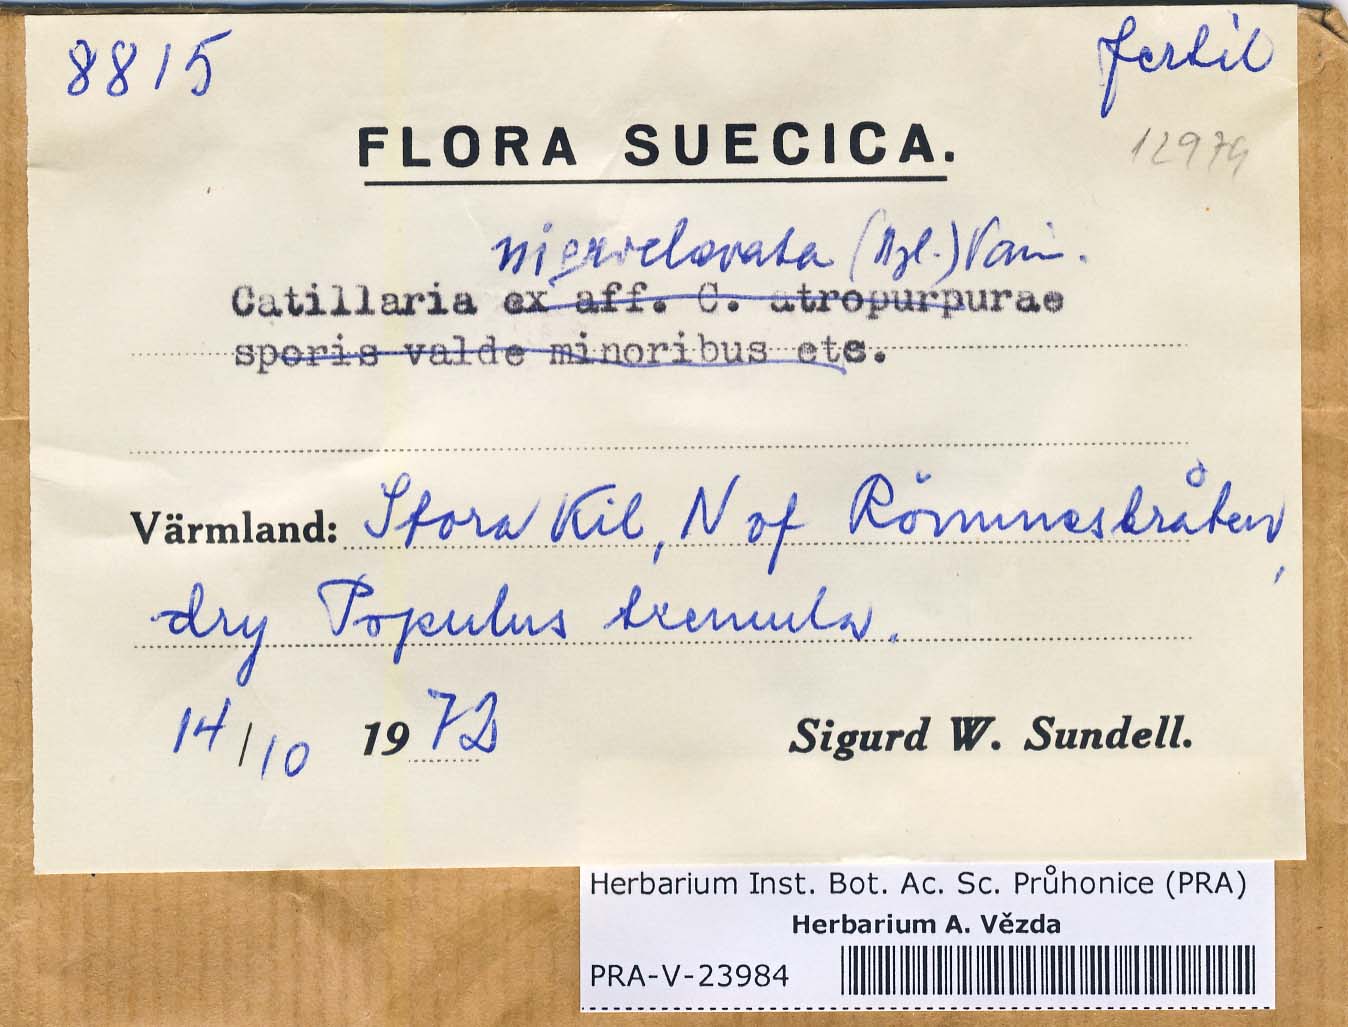 8815
fertil
FLORA SUECICA.
12979
nigroclavata (Nyl.) Vain.
Catillaria ex aff. C. atropurpurae
sporis valde minoribus etc.
Värmland: Stora Kil, N of Römmesbråten,
dry Populus tremula.
14/10 1972 Sigurd W. Sundell.
Herbarium Inst. Bot. Ac. Sc. Průhonice (PRA)
Herbarium A. Vězda
PRA-V-23984